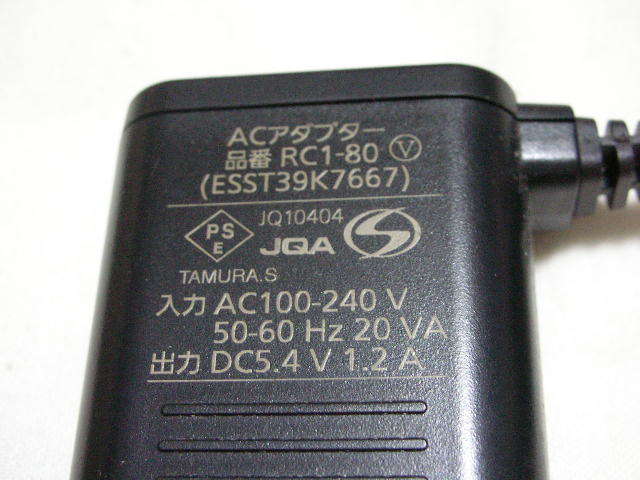 ACアダプター
品番 RC1-80 Ⓥ
(ESST39K7667)
JQ10404
PSE JQA
TAMURA.S
入力 AC100-240 V
50-60 Hz 20 VA
出力 DC5.4 V 1.2 A